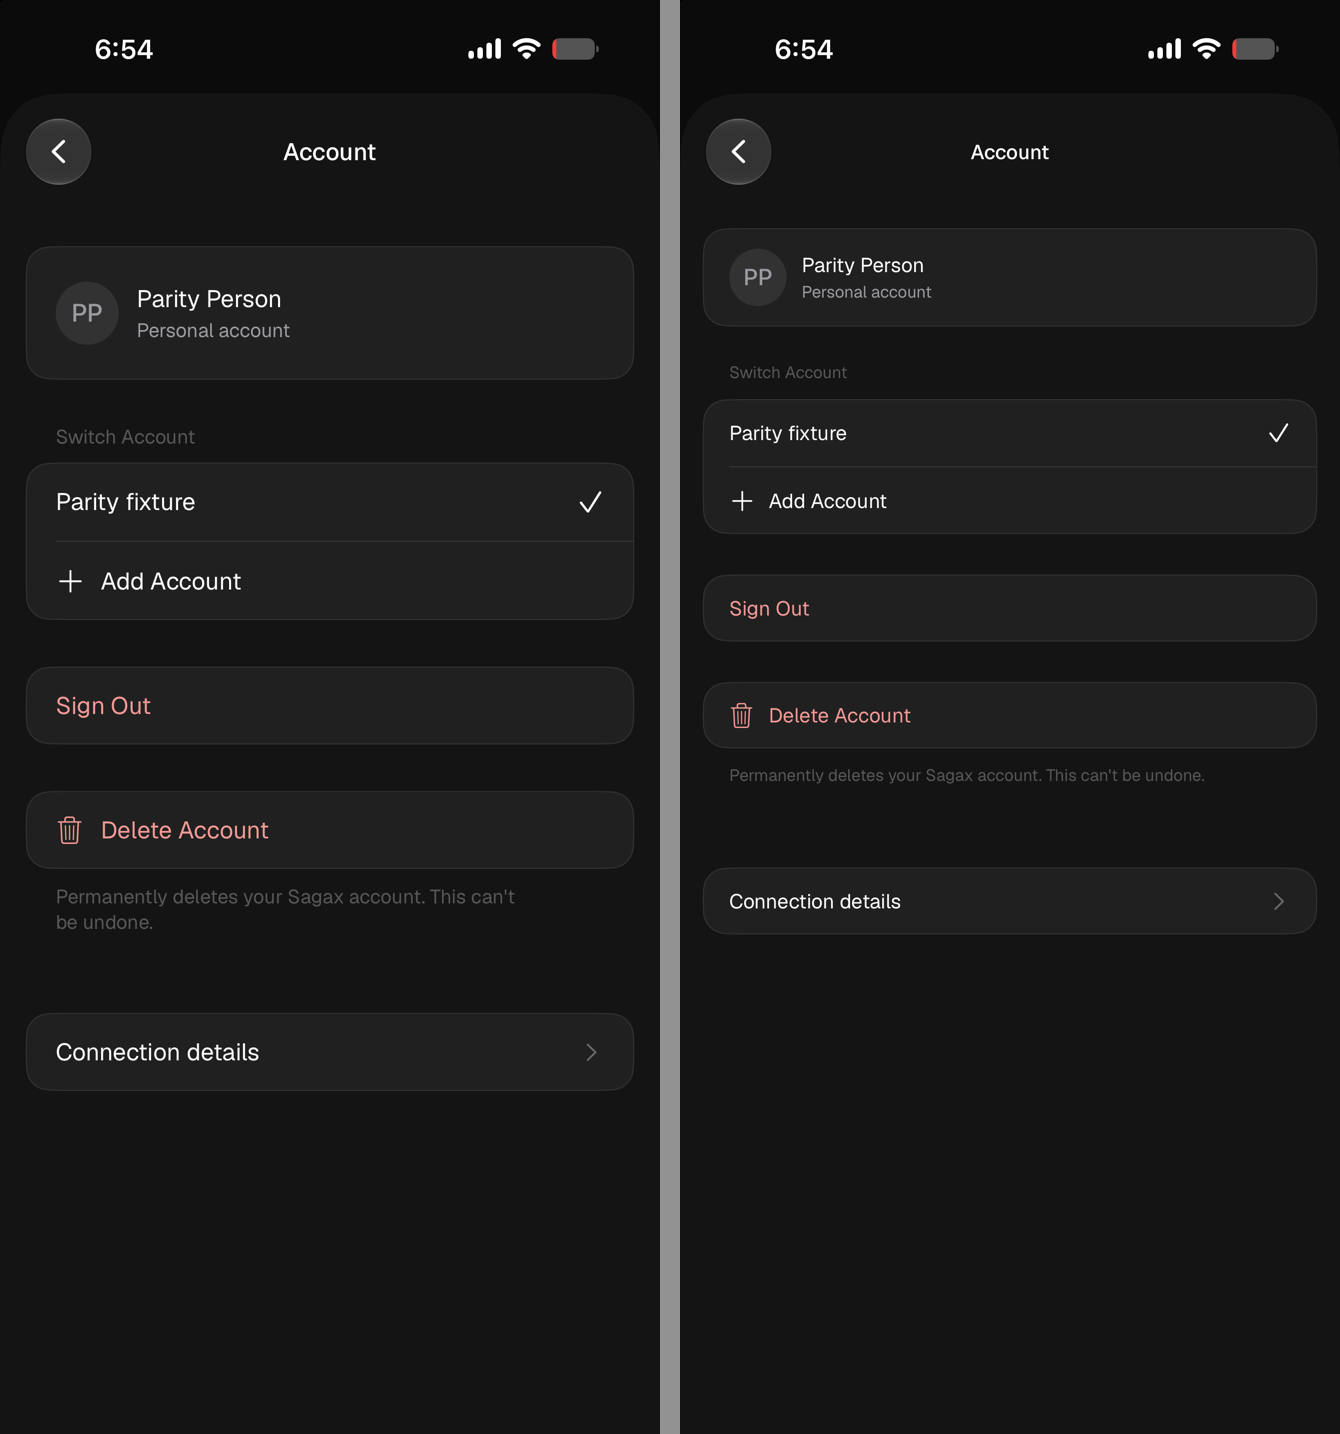 6:54
Account
PP
Parity Person
Personal account
Switch Account
Parity fixture
Add Account
Sign Out
Delete Account
Permanently deletes your Sagax account. This can't
be undone.
Connection details
6:54
Account
PP
Parity Person
Personal account
Switch Account
Parity fixture
Add Account
Sign Out
Delete Account
Permanently deletes your Sagax account. This can't be undone.
Connection details